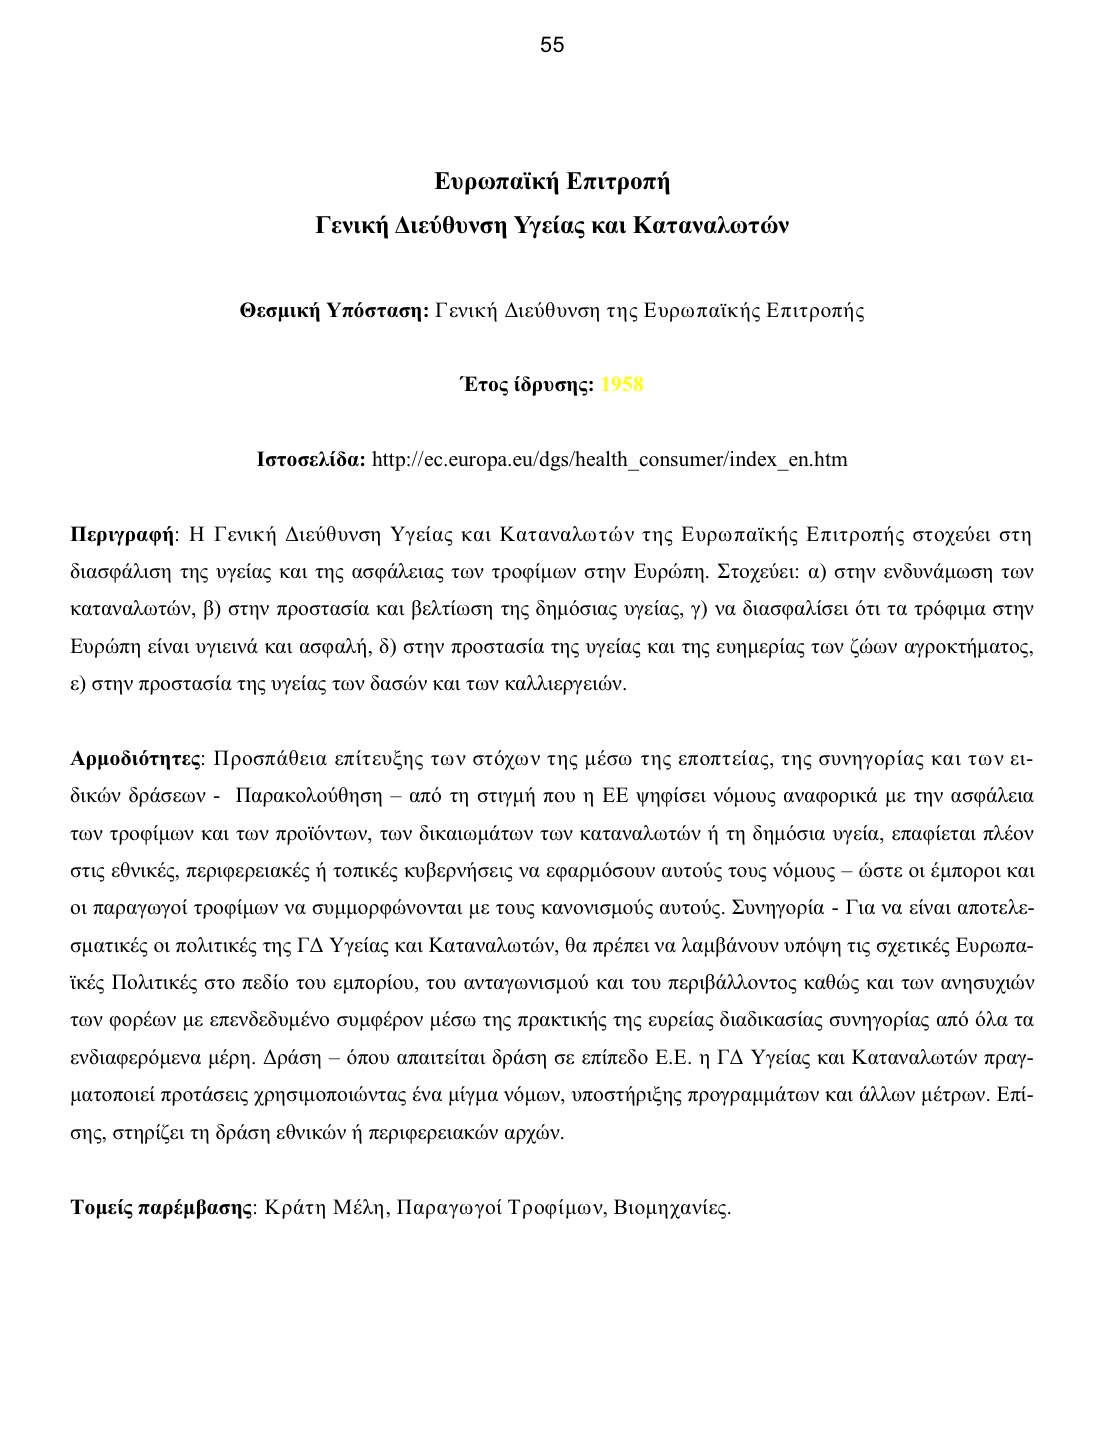 55
Ευρωπαϊκή Επιτροπή
Γενική Διεύθυνση Υγείας και Καταναλωτών
Θεσμική Υπόσταση: Γενική Διεύθυνση της Ευρωπαϊκής Επιτροπής
Έτος ίδρυσης: 1958
Ιστοσελίδα: http://ec.europa.eu/dgs/health_consumer/index_en.htm
Περιγραφή: Η Γενική Διεύθυνση Υγείας και Καταναλωτών της Ευρωπαϊκής Επιτροπής στοχεύει στη
διασφάλιση της υγείας και της ασφάλειας των τροφίμων στην Ευρώπη. Στοχεύει: α) στην ενδυνάμωση των
καταναλωτών, β) στην προστασία και βελτίωση της δημόσιας υγείας, γ) να διασφαλίσει ότι τα τρόφιμα στην
Ευρώπη είναι υγιεινά και ασφαλή, δ) στην προστασία της υγείας και της ευημερίας των ζώων αγροκτήματος,
ε) στην προστασία της υγείας των δασών και των καλλιεργειών.
Αρμοδιότητες: Προσπάθεια επίτευξης των στόχων της μέσω της εποπτείας, της συνηγορίας και των ει-
δικών δράσεων -  Παρακολούθηση – από τη στιγμή που η ΕΕ ψηφίσει νόμους αναφορικά με την ασφάλεια
των τροφίμων και των προϊόντων, των δικαιωμάτων των καταναλωτών ή τη δημόσια υγεία, επαφίεται πλέον
στις εθνικές, περιφερειακές ή τοπικές κυβερνήσεις να εφαρμόσουν αυτούς τους νόμους – ώστε οι έμποροι και
οι παραγωγοί τροφίμων να συμμορφώνονται με τους κανονισμούς αυτούς. Συνηγορία - Για να είναι αποτελε-
σματικές οι πολιτικές της ΓΔ Υγείας και Καταναλωτών, θα πρέπει να λαμβάνουν υπόψη τις σχετικές Ευρωπα-
ϊκές Πολιτικές στο πεδίο του εμπορίου, του ανταγωνισμού και του περιβάλλοντος καθώς και των ανησυχιών
των φορέων με επενδεδυμένο συμφέρον μέσω της πρακτικής της ευρείας διαδικασίας συνηγορίας από όλα τα
ενδιαφερόμενα μέρη. Δράση – όπου απαιτείται δράση σε επίπεδο Ε.Ε. η ΓΔ Υγείας και Καταναλωτών πραγ-
ματοποιεί προτάσεις χρησιμοποιώντας ένα μίγμα νόμων, υποστήριξης προγραμμάτων και άλλων μέτρων. Επί-
σης, στηρίζει τη δράση εθνικών ή περιφερειακών αρχών.
Τομείς παρέμβασης: Κράτη Μέλη, Παραγωγοί Τροφίμων, Βιομηχανίες.